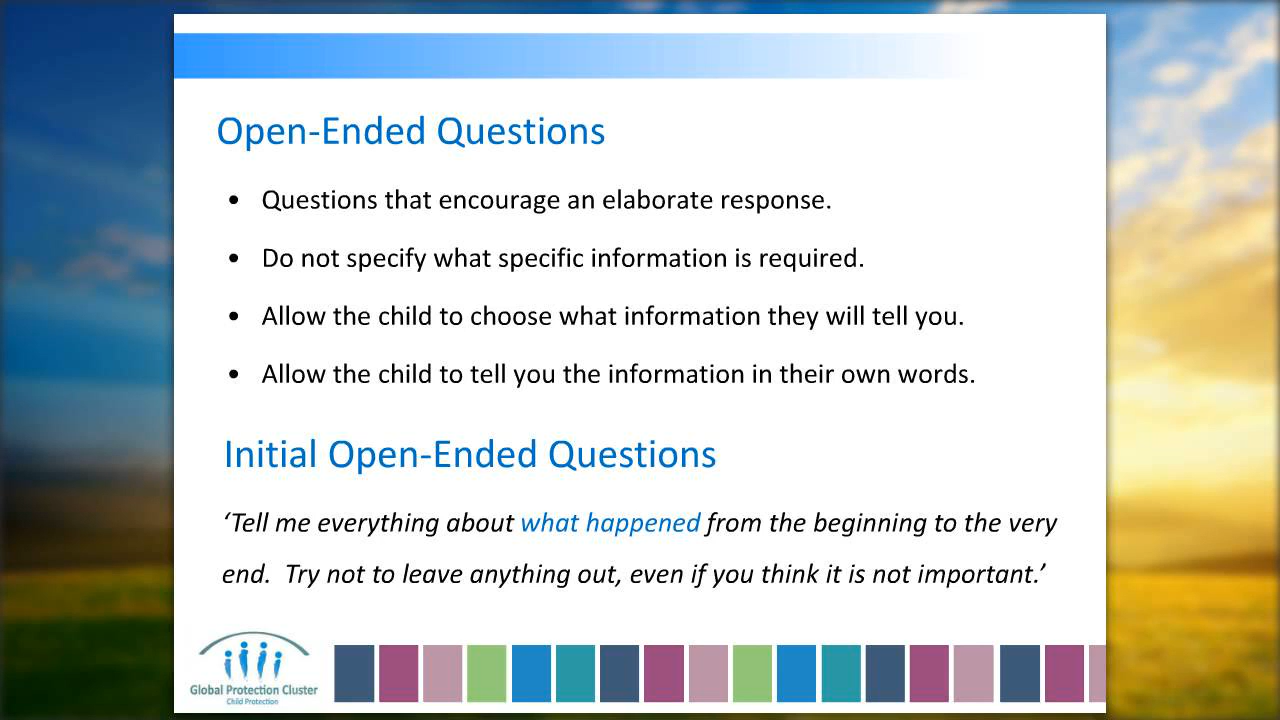 Open-Ended Questions
• Questions that encourage an elaborate response.
• Do not specify what specific information is required.
• Allow the child to choose what information they will tell you.
• Allow the child to tell you the information in their own words.
Initial Open-Ended Questions
‘Tell me everything about what happened from the beginning to the very
end.  Try not to leave anything out, even if you think it is not important.’
Global Protection Cluster
Child Protection